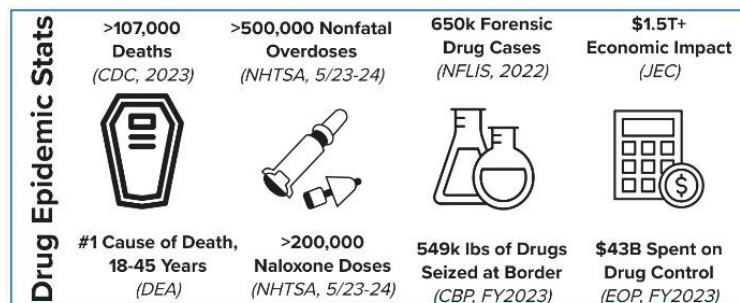 Drug Epidemic Stats
>107,000
Deaths
(CDC, 2023)
>500,000 Nonfatal
Overdoses
(NHTSA, 5/23-24)
650k Forensic
Drug Cases
(NFLIS, 2022)
$1.5T+
Economic Impact
(JEC)
$
#1 Cause of Death,
18-45 Years
(DEA)
>200,000
Naloxone Doses
(NHTSA, 5/23-24)
549k lbs of Drugs
Seized at Border
(CBP, FY2023)
$43B Spent on
Drug Control
(EOP, FY2023)